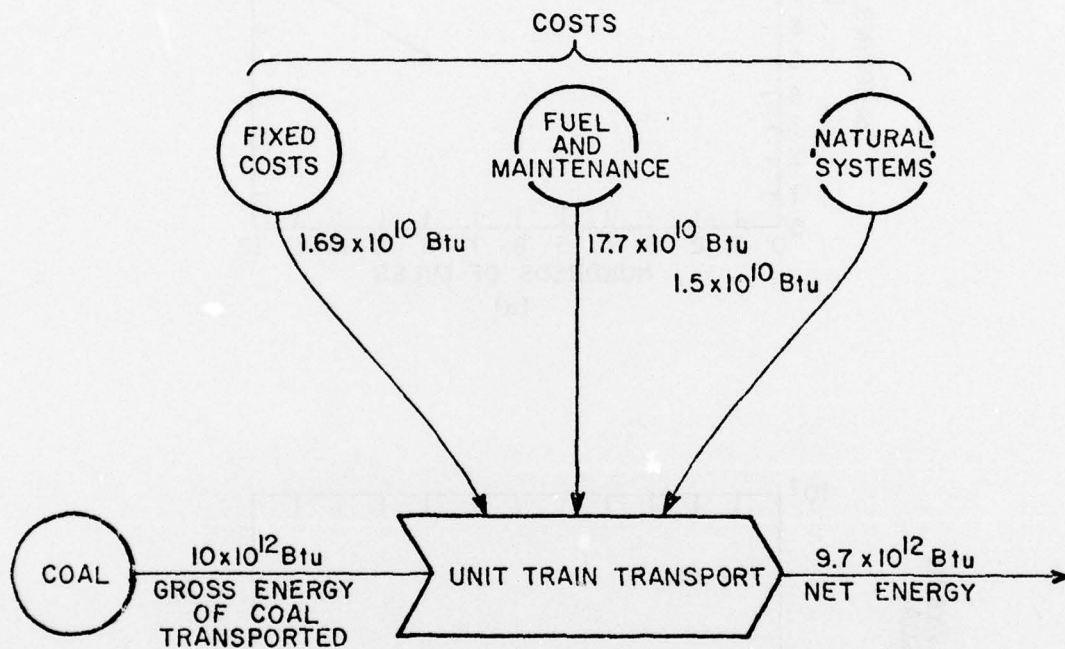 COSTS
FIXED
COSTS
FUEL
AND
MAINTENANCE
NATURAL
SYSTEMS
1.69 x 10^10 Btu
17.7 x 10^10 Btu
1.5 x 10^10 Btu
COAL
10 x 10^12 Btu
GROSS ENERGY
OF COAL
TRANSPORTED
UNIT TRAIN TRANSPORT
9.7 x 10^12 Btu
NET ENERGY